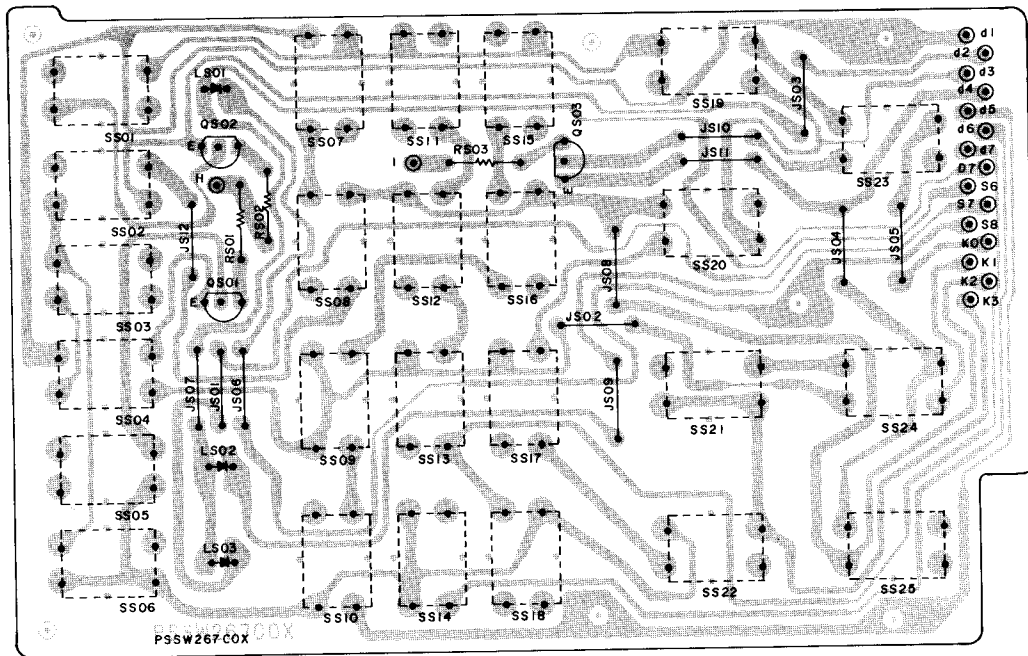 d1
d2
LS01
d3
d4
JS03
SS19
d5
QS03
QS02
SS01
SS07
SS11
SS15
JS10
d6
E
RS03
JS11
d7
I
SS23
D7
H
E
S6
RS02
S7
SS02
JS12
RS01
S8
JS04
JS05
K0
JS08
SS20
K1
QS01
K2
E
SS08
SS12
SS16
K3
SS03
JS02
JS07
JS01
JS06
JS09
SS04
SS21
SS24
LS02
SS09
SS13
SS17
SS05
LS03
SS06
SS10
SS14
SS18
SS22
SS25
PSSW267C0X
PSSW267C0X